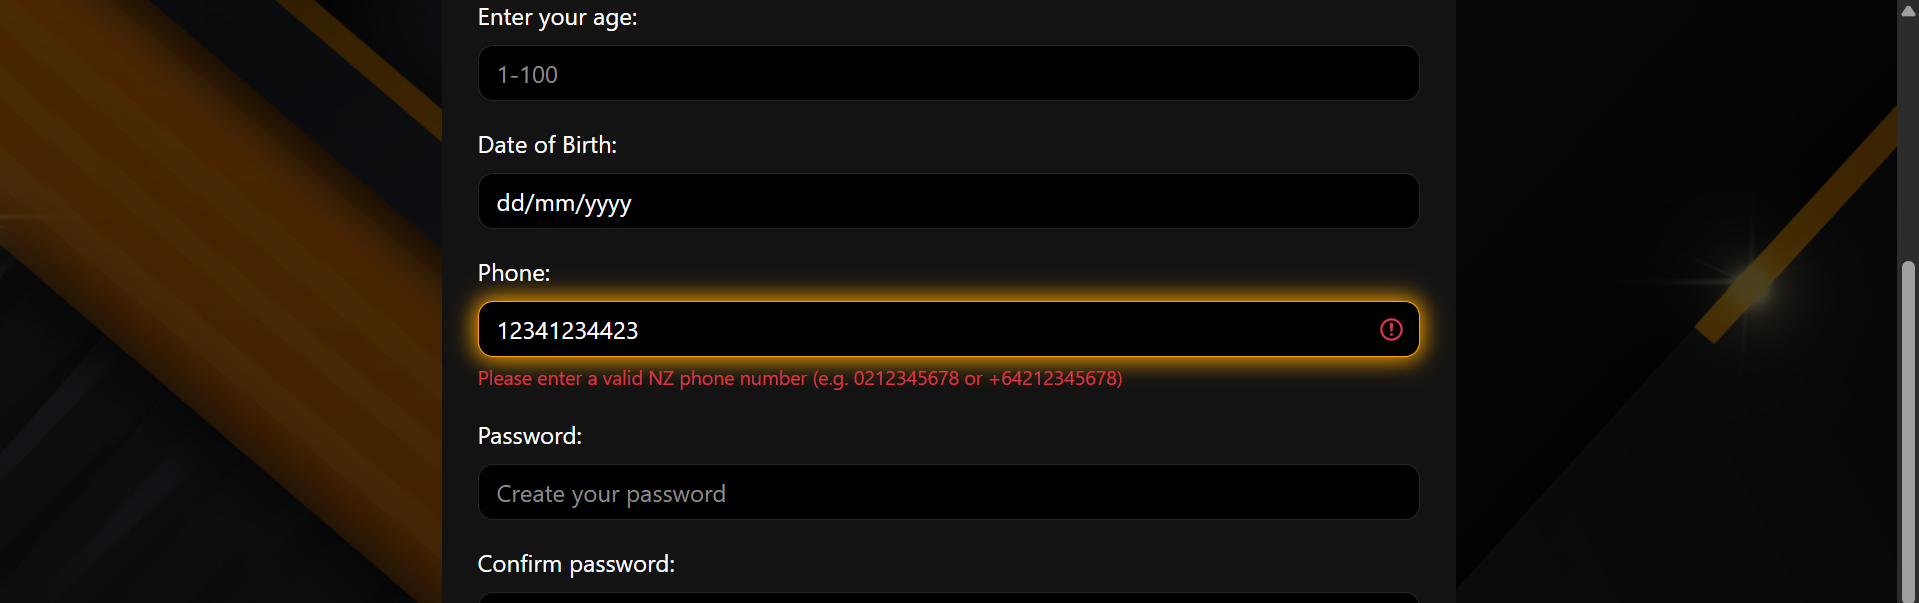 Enter your age:
1-100
Date of Birth:
dd/mm/yyyy
Phone:
12341234423
Please enter a valid NZ phone number (e.g. 0212345678 or +64212345678)
Password:
Create your password
Confirm password: